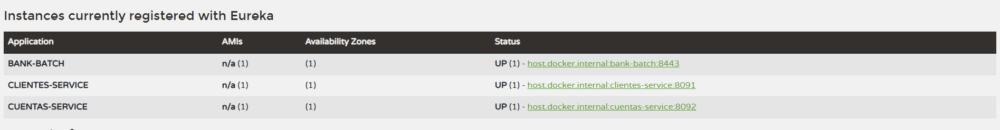 Instances currently registered with Eureka
Application AMIs Availability Zones Status
BANK-BATCH n/a (1) (1) UP (1) - host.docker.internal:bank-batch:8443
CLIENTES-SERVICE n/a (1) (1) UP (1) - host.docker.internal:clientes-service:8091
CUENTAS-SERVICE n/a (1) (1) UP (1) - host.docker.internal:cuentas-service:8092